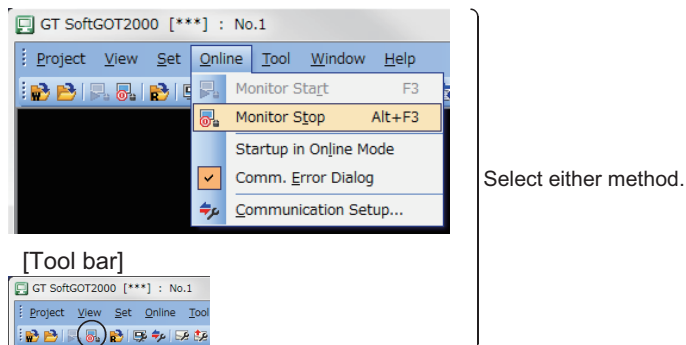 GT SoftGOT2000 [***] : No.1
Project View Set Online Tool Window Help
Monitor Start F3
Monitor Stop Alt+F3
Startup in Online Mode
Comm. Error Dialog
Communication Setup...
Select either method.
[Tool bar]
GT SoftGOT2000 [***] : No.1
Project View Set Online Tool